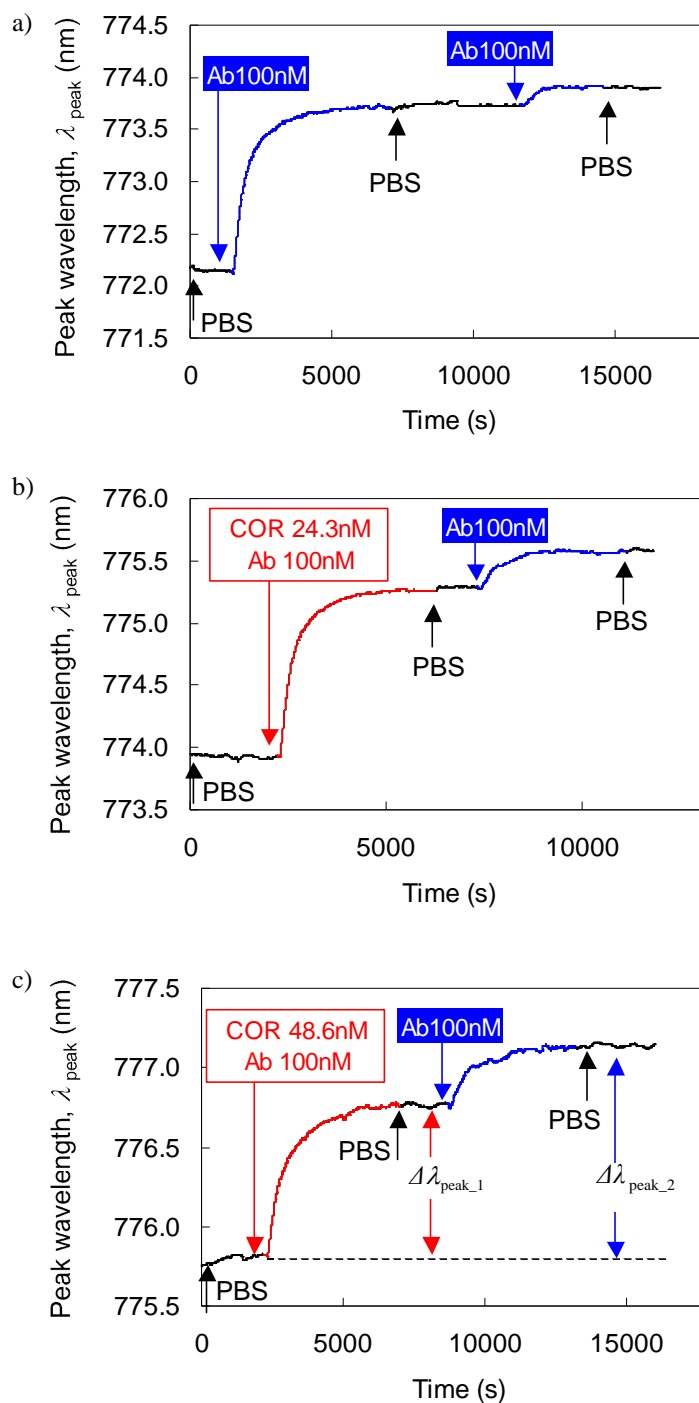 a)
774.5
774.0
773.5
773.0
772.5
772.0
771.5
Peak wavelength, λ peak (nm)
Ab100nM
Ab100nM
PBS
PBS
PBS
0 5000 10000 15000
Time (s)
b)
776.0
775.5
775.0
774.5
774.0
773.5
Peak wavelength, λ peak (nm)
COR 24.3nM
Ab 100nM
Ab100nM
PBS
PBS
PBS
0 5000 10000
Time (s)
c)
777.5
777.0
776.5
776.0
775.5
Peak wavelength, λ peak (nm)
COR 48.6nM
Ab 100nM
Ab100nM
PBS
PBS
Δλpeak_1
Δλpeak_2
PBS
0 5000 10000 15000
Time (s)